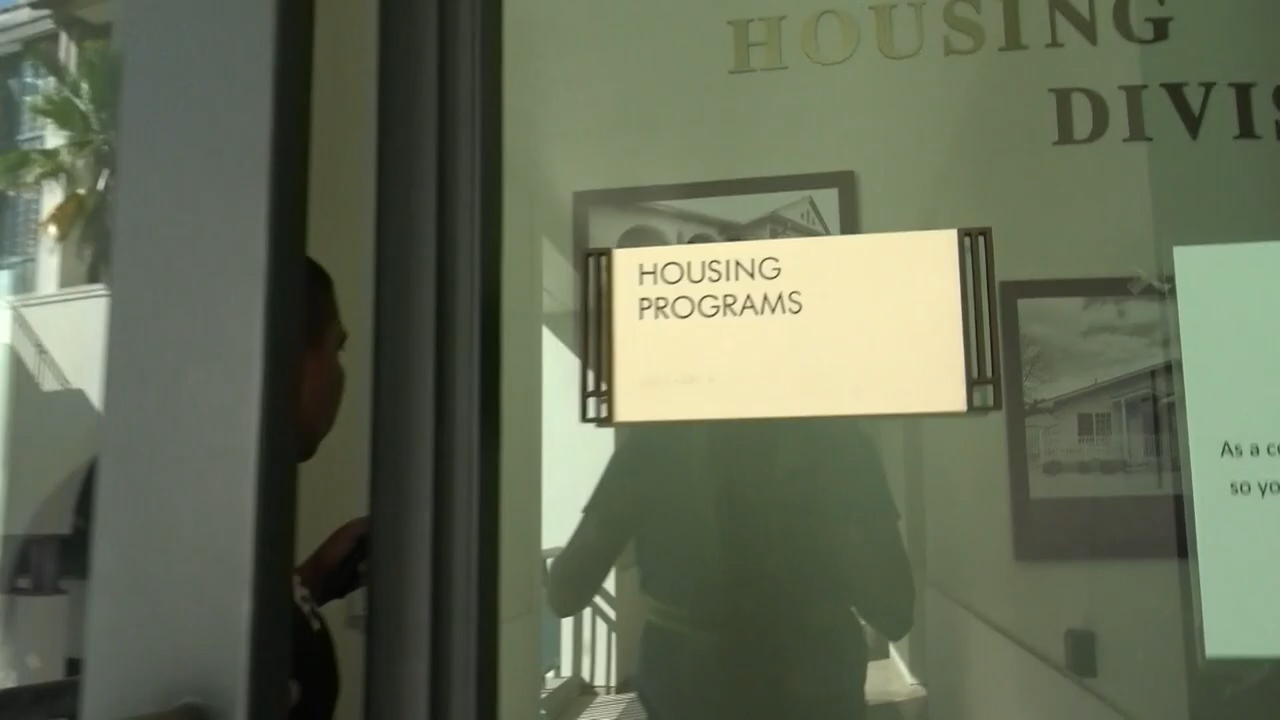 HOUSING
DIVIS
HOUSING
PROGRAMS
As a c
so yo